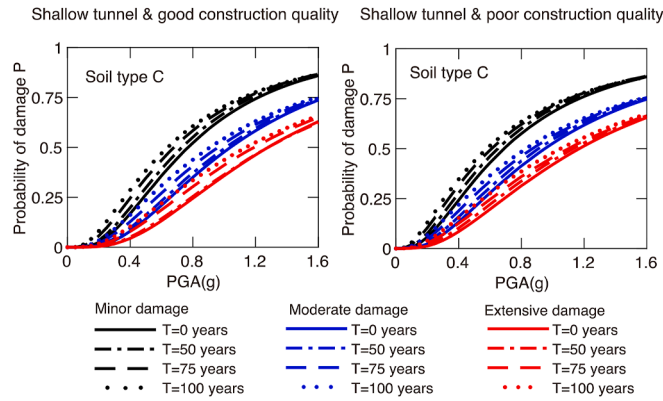 Shallow tunnel & good construction quality
Shallow tunnel & poor construction quality
Probability of damage P
1
0.75
0.5
0.25
0
Soil type C
0
0.4
0.8
1.2
1.6
PGA(g)
Probability of damage P
1
0.75
0.5
0.25
0
Soil type C
0
0.4
0.8
1.2
1.6
PGA(g)
Minor damage
T=0 years
T=50 years
T=75 years
T=100 years
Moderate damage
T=0 years
T=50 years
T=75 years
T=100 years
Extensive damage
T=0 years
T=50 years
T=75 years
T=100 years